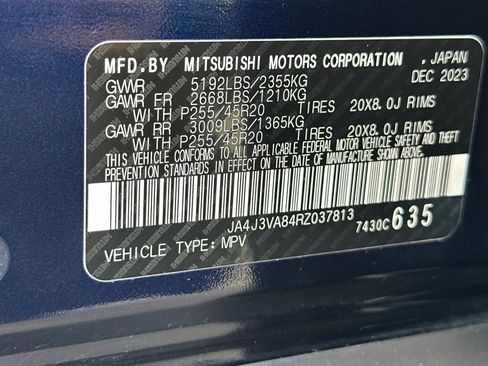 MFD.BY MITSUBISHI MOTORS CORPORATION .JAPAN
GVWR 5192LBS/2355KG DEC 2023
GAWR FR 2668LBS/1210KG
WITH P255/45R20 TIRES 20X8.0J RIMS
GAWR RR 3009LBS/1365KG
WITH P255/45R20 TIRES 20X8.0J RIMS
THIS VEHICLE CONFORMS TO ALL APPLICABLE FEDERAL MOTOR VEHICLE SAFETY AND
THEFT PREVENTION STANDARDS IN EFFECT ON THE DATE OF MANUFACTURE SHOWN ABOVE.
JA4J3VA84RZ037813
VEHICLE TYPE: MPV 7430C635